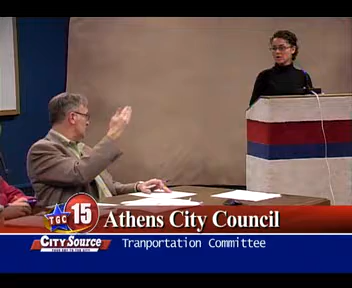 TGC 15
Athens City Council
CITY SOURCE
Tranportation Committee